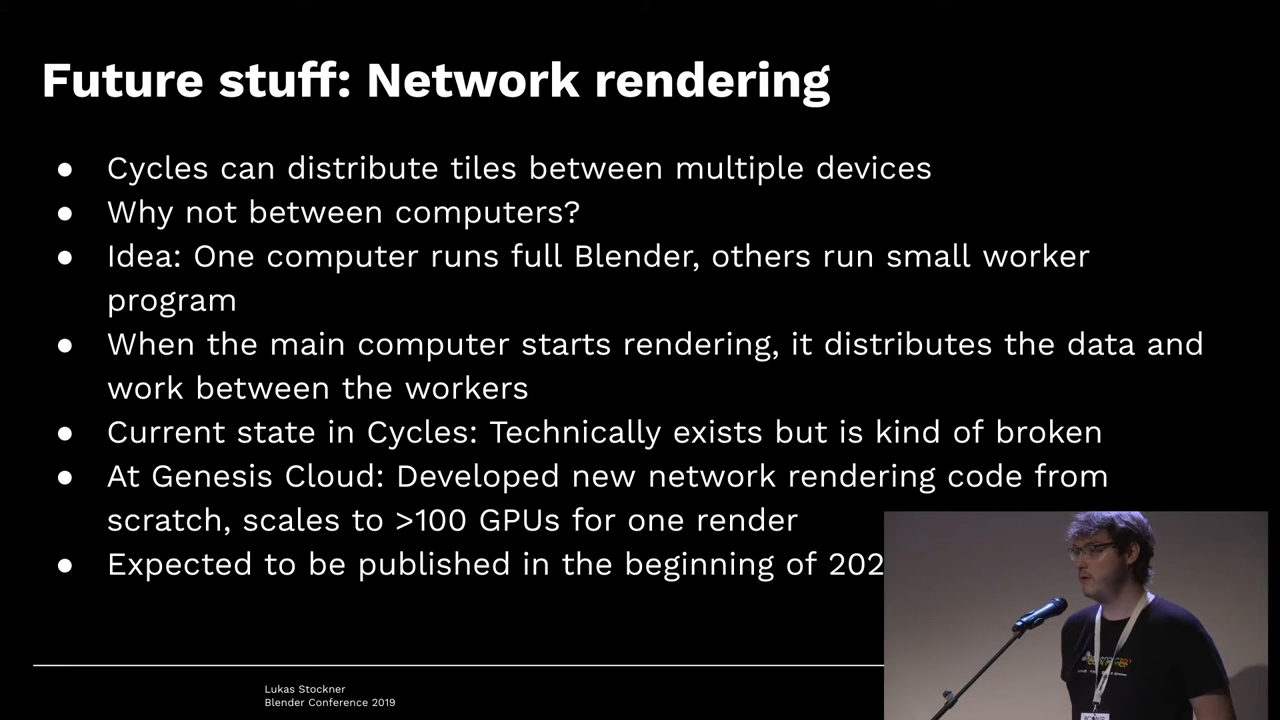 Future stuff: Network rendering
● Cycles can distribute tiles between multiple devices
● Why not between computers?
● Idea: One computer runs full Blender, others run small worker
program
● When the main computer starts rendering, it distributes the data and
work between the workers
● Current state in Cycles: Technically exists but is kind of broken
● At Genesis Cloud: Developed new network rendering code from
scratch, scales to >100 GPUs for one render
● Expected to be published in the beginning of 202
Lukas Stockner
Blender Conference 2019